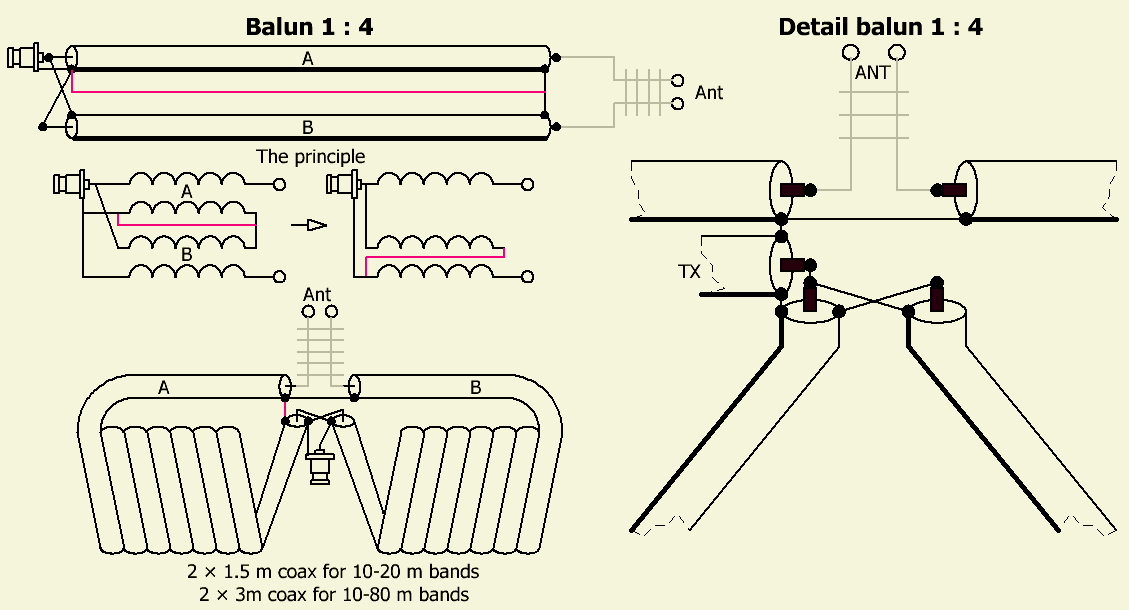 Balun 1 : 4
A
Ant
B
The principle
A
B
Ant
A
B
2 × 1.5 m coax for 10-20 m bands
2 × 3m coax for 10-80 m bands
Detail balun 1 : 4
ANT
TX